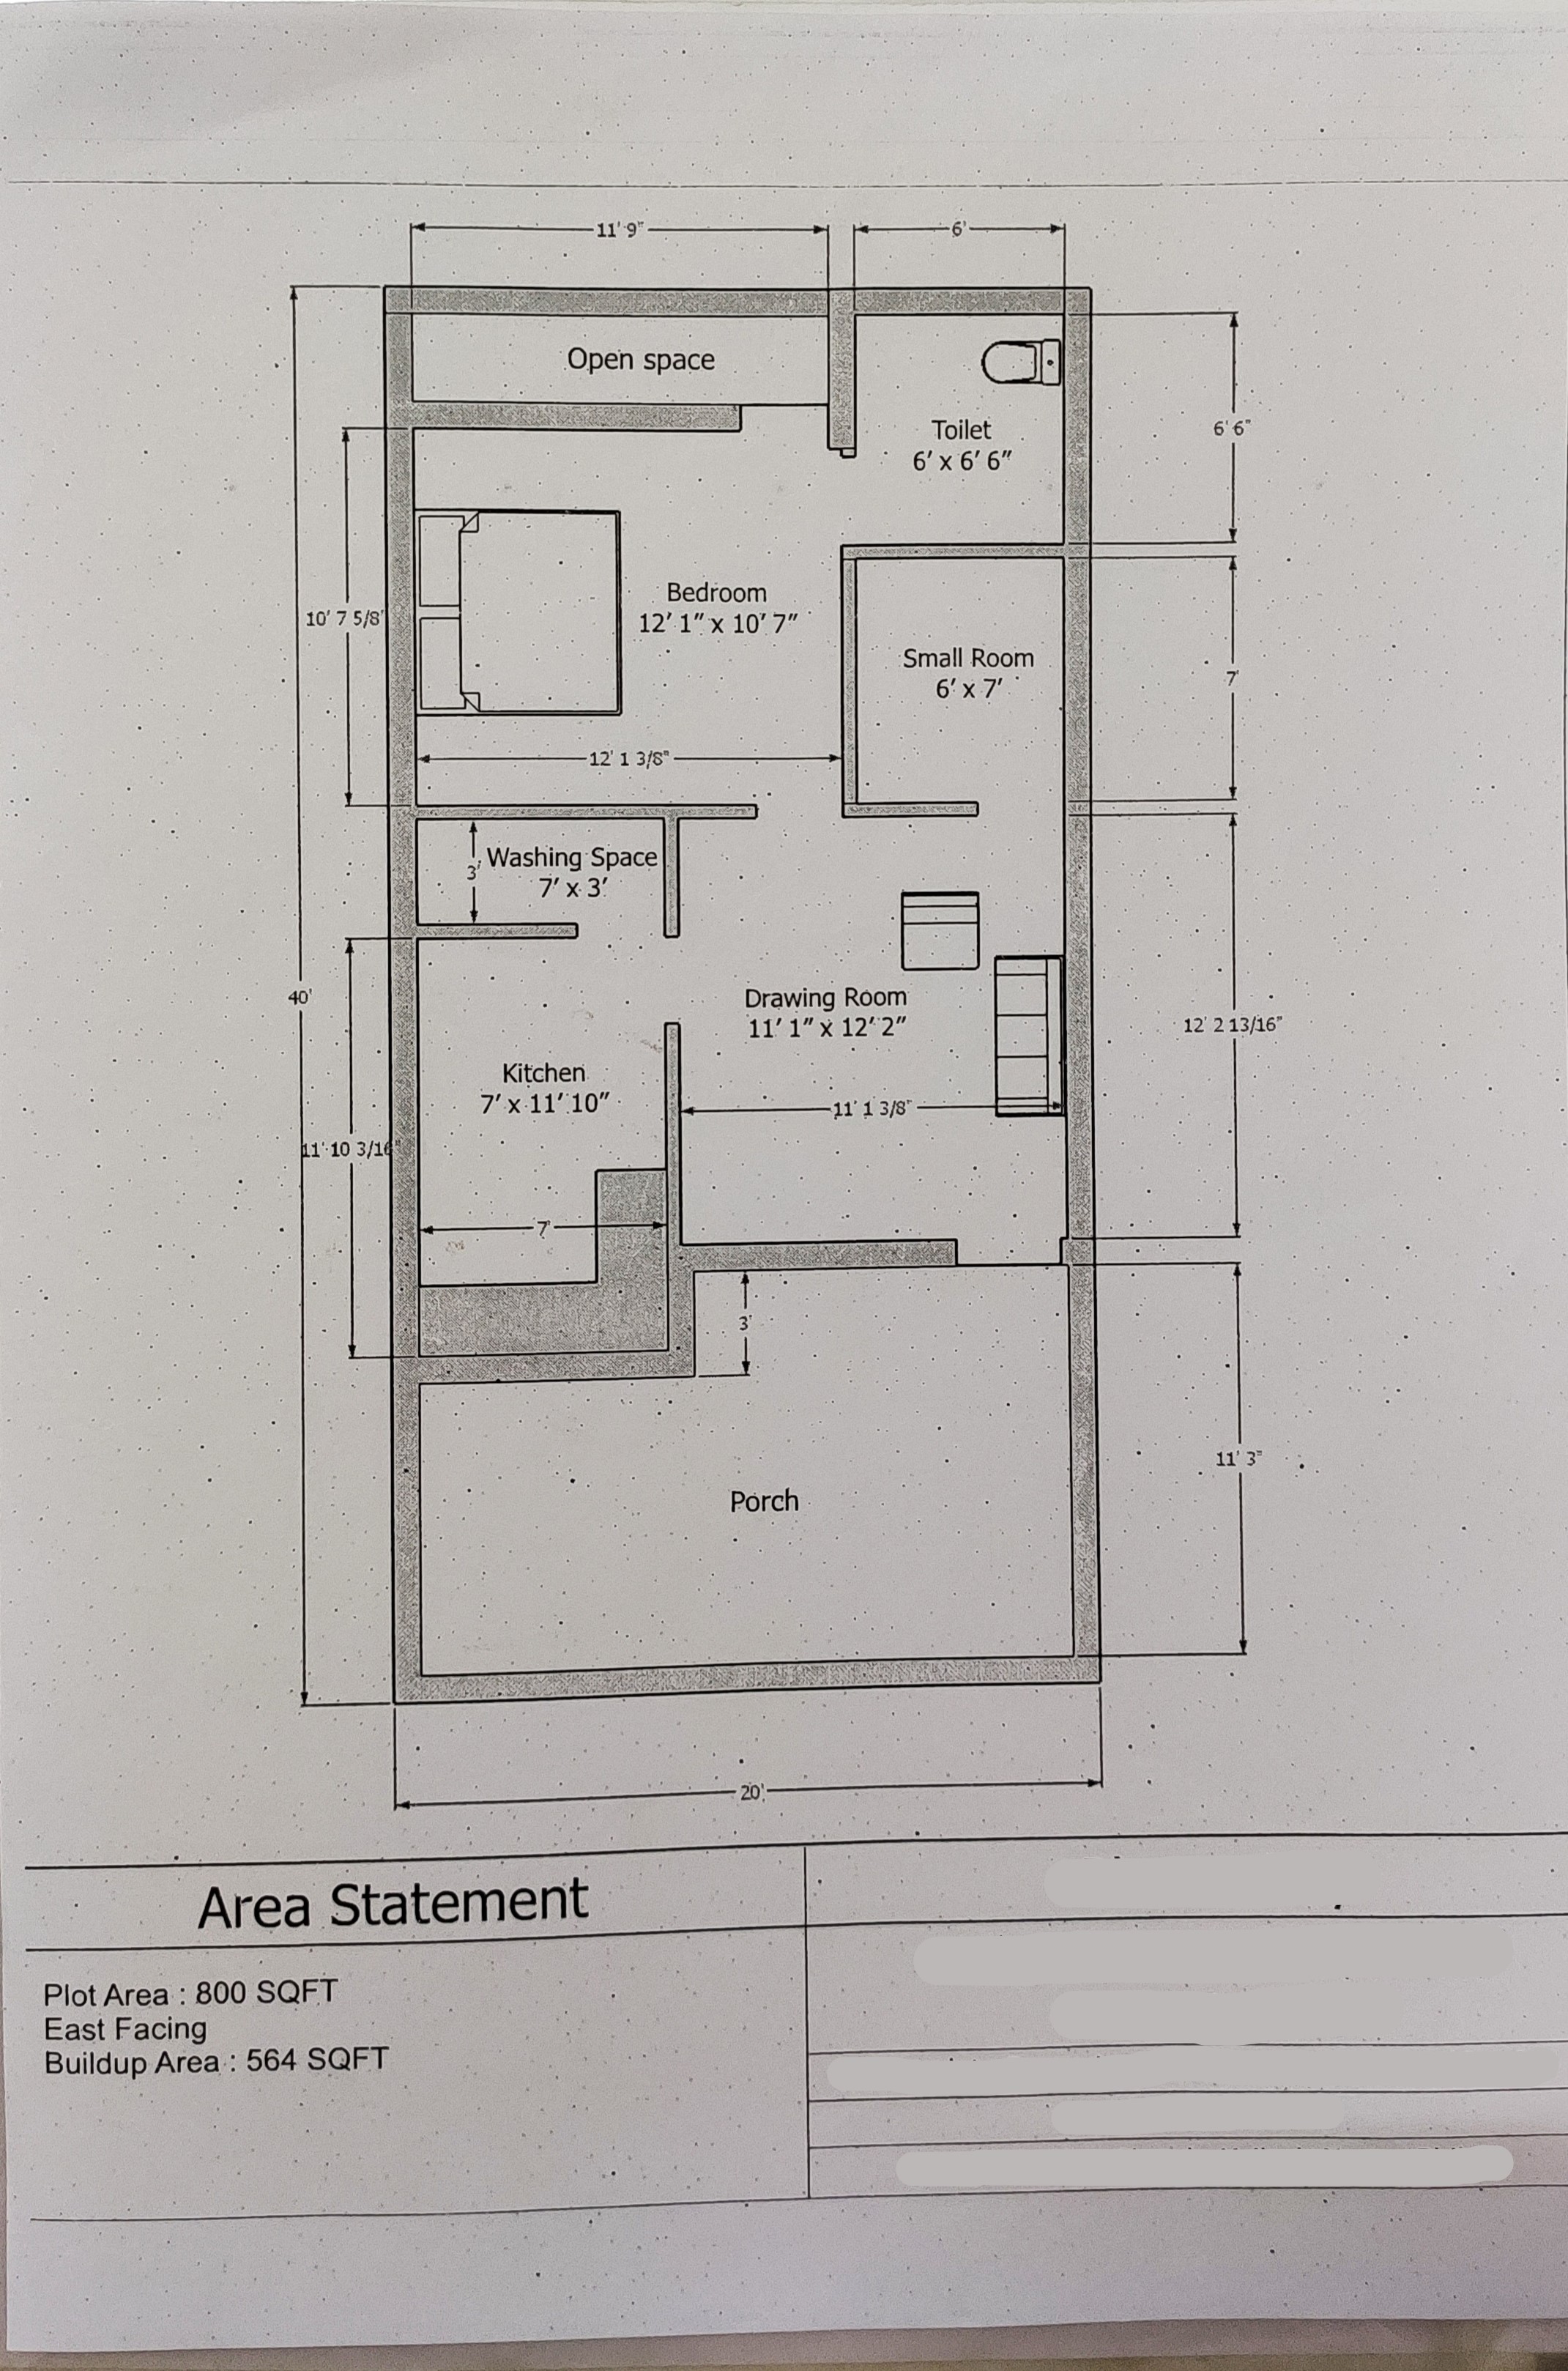 11' 9"
6'
Open space
Toilet
6' x 6' 6"
6' 6"
Bedroom
12' 1" x 10' 7"
10' 7 5/8"
Small Room
6' x 7'
7'
12' 1 3/8"
Washing Space
7' x 3'
3'
40'
Drawing Room
11' 1" x 12' 2"
12' 2 13/16"
Kitchen
7' x 11' 10"
11' 1 3/8"
11' 10 3/16"
7'
3'
11' 3"
Porch
20'
Area Statement
Plot Area : 800 SQFT
East Facing
Buildup Area : 564 SQFT